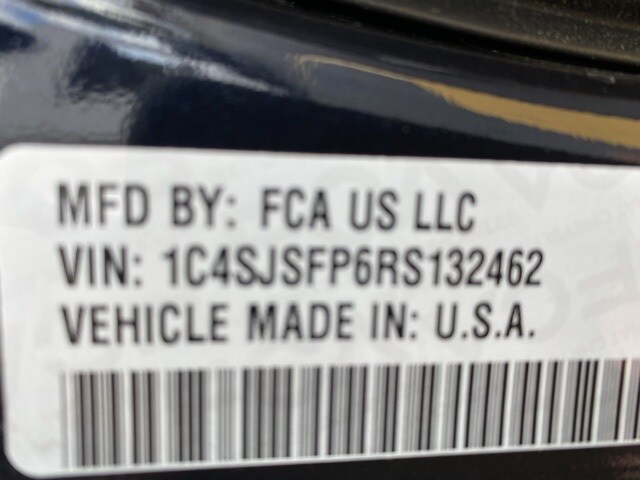 MFD BY: FCA US LLC
VIN: 1C4SJSFP6RS132462
VEHICLE MADE IN: U.S.A.